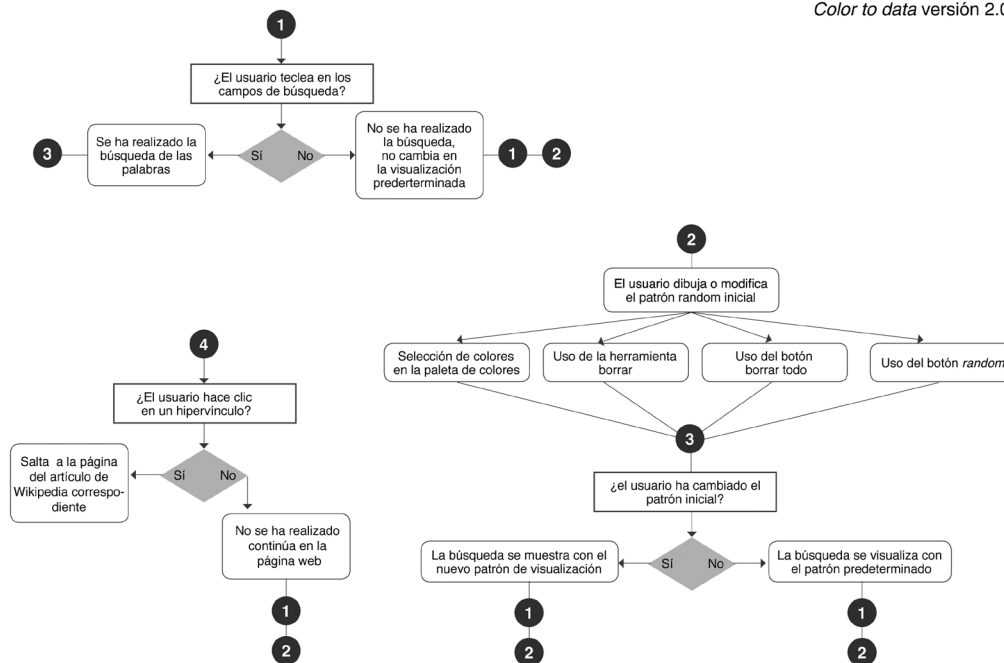 Color to data versión 2.0
1
¿El usuario teclea en los
campos de búsqueda?
3
Se ha realizado la
búsqueda de las
palabras
Sí
No
No se ha realizado
la búsqueda,
no cambia en
la visualización
prederterminada
1
2
2
El usuario dibuja o modifica
el patrón random inicial
Selección de colores
en la paleta de colores
Uso de la herramienta
borrar
Uso del botón
borrar todo
Uso del botón random
3
¿el usuario ha cambiado el
patrón inicial?
La búsqueda se muestra con el
nuevo patrón de visualización
Sí
No
La búsqueda se visualiza con
el patrón predeterminado
1
2
1
2
4
¿El usuario hace clic
en un hipervínculo?
Salta a la página
del artículo de
Wikipedia correspo-
diente
Sí
No
No se ha realizado
continúa en la
página web
1
2